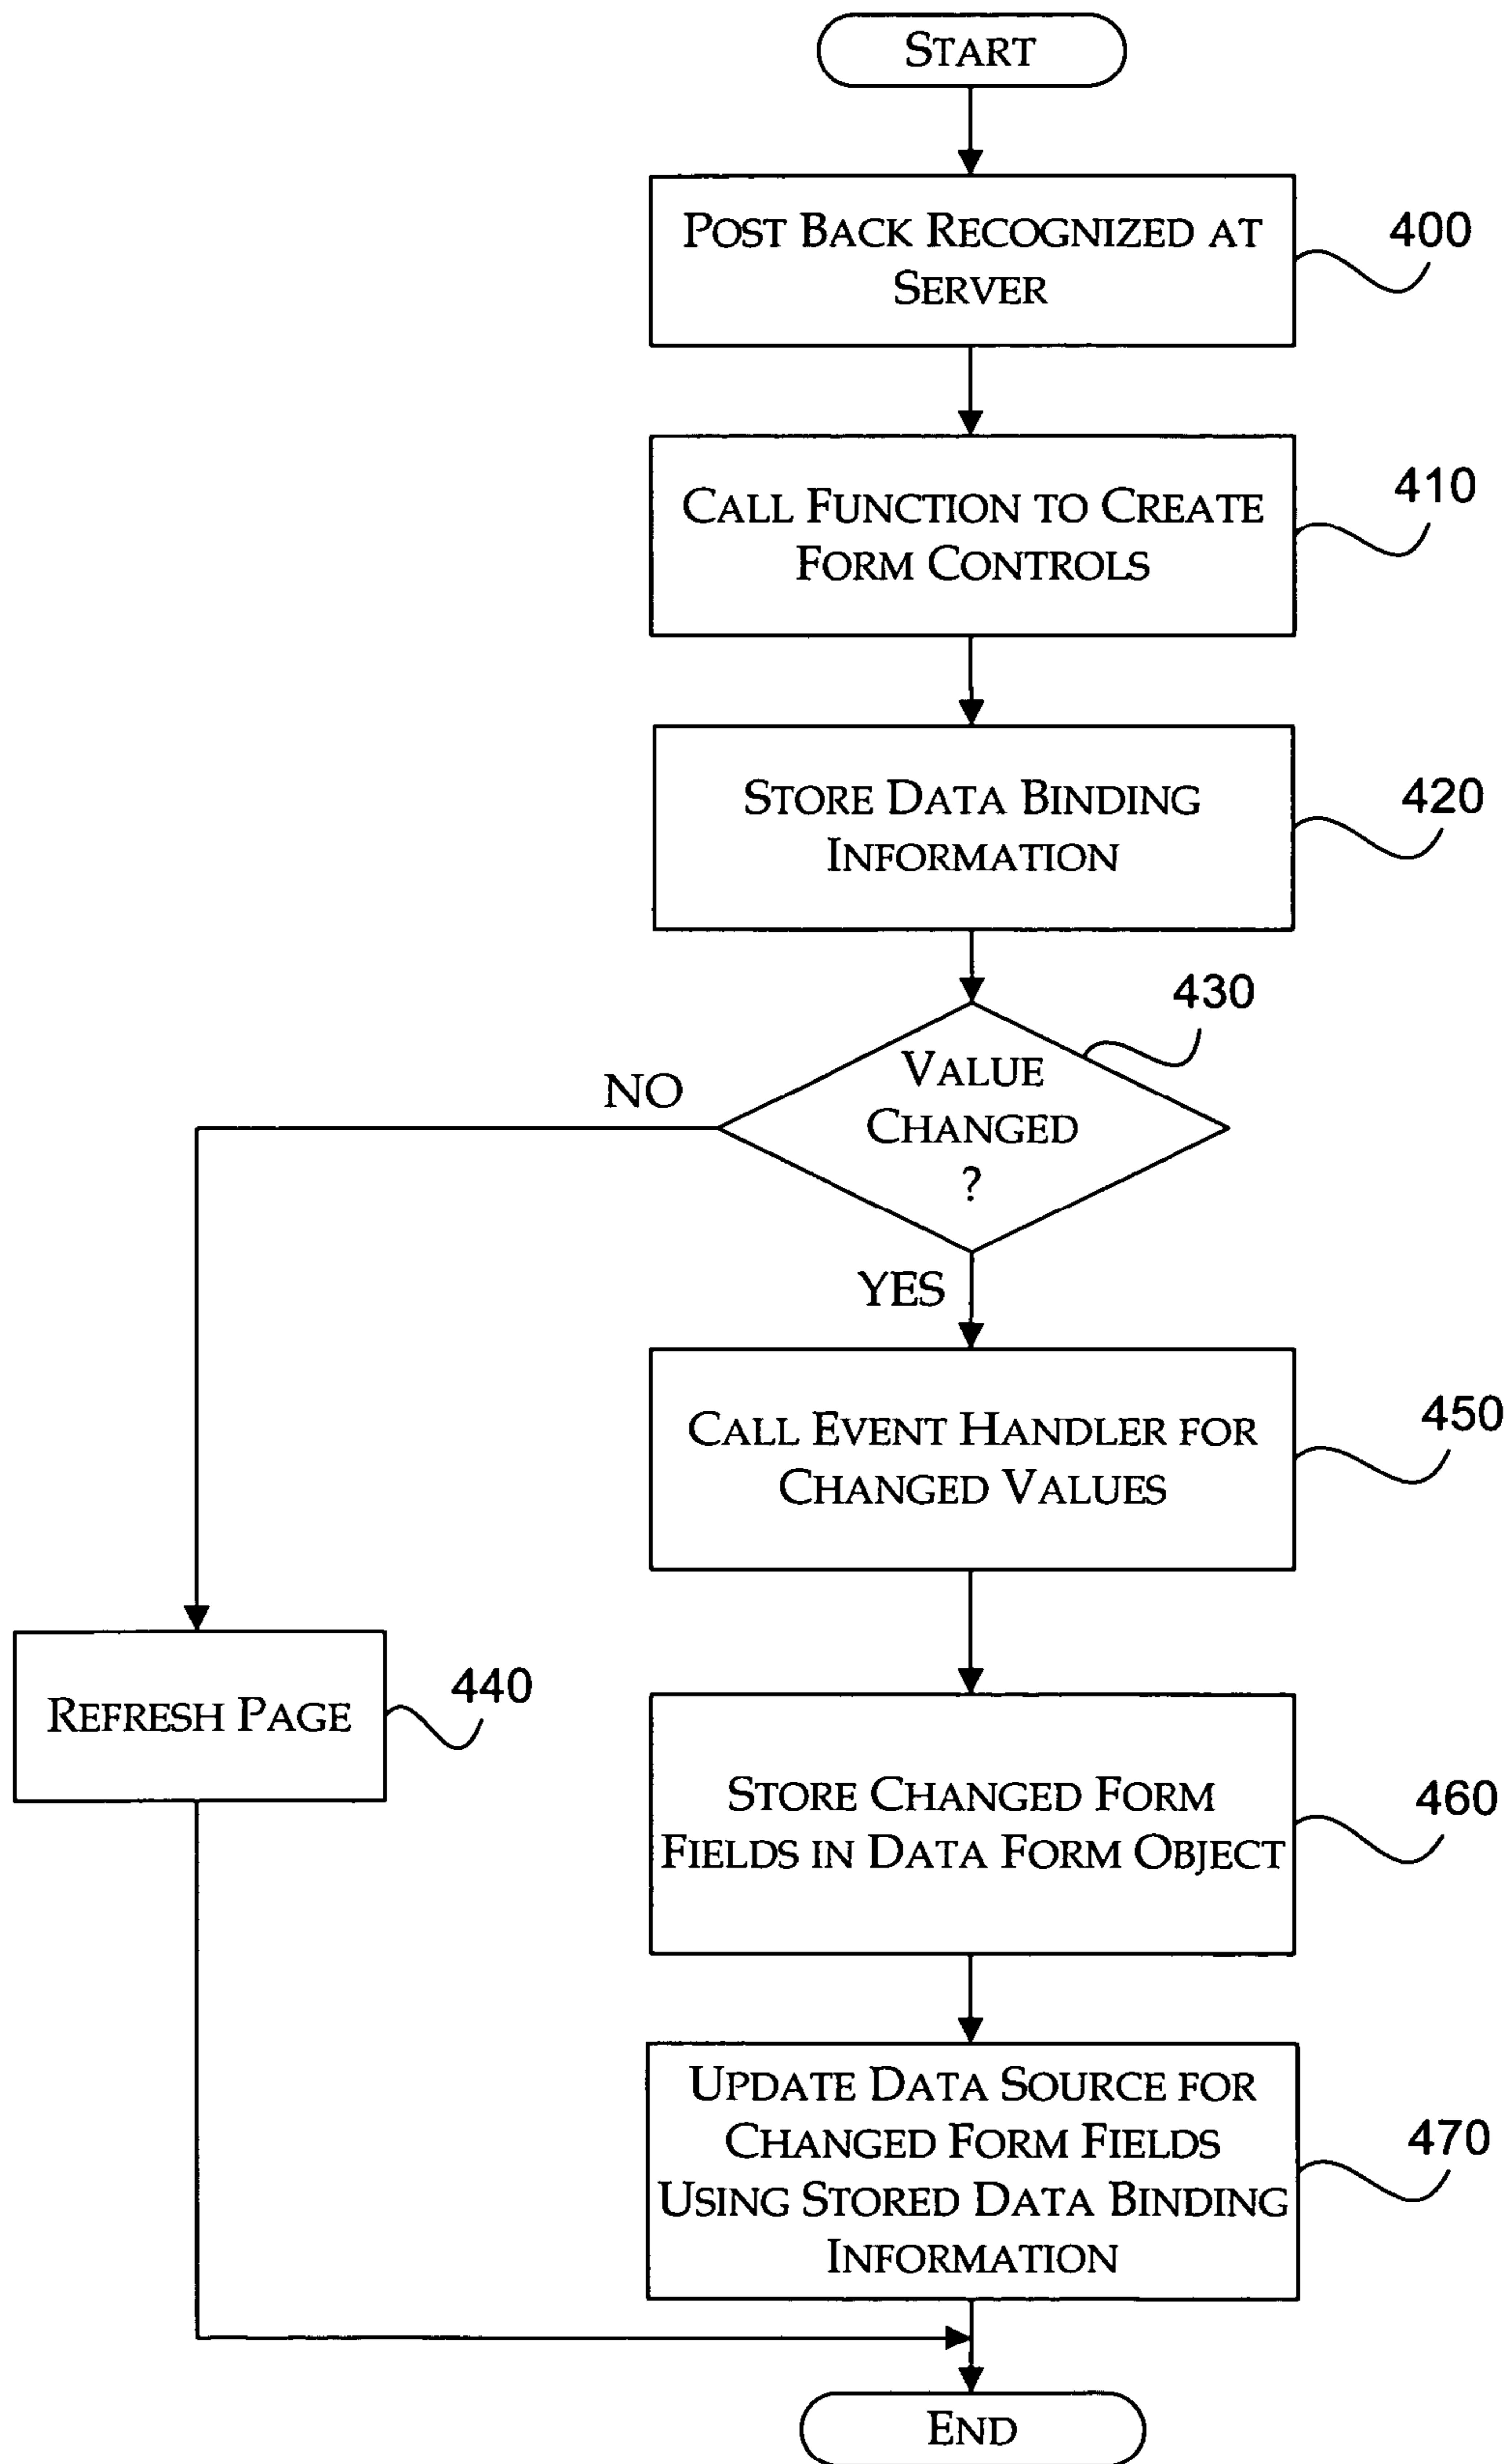 START
POST BACK RECOGNIZED AT
SERVER
400
CALL FUNCTION TO CREATE
FORM CONTROLS
410
STORE DATA BINDING
INFORMATION
420
430
VALUE
CHANGED
?
NO
YES
CALL EVENT HANDLER FOR
CHANGED VALUES
450
REFRESH PAGE
440
STORE CHANGED FORM
FIELDS IN DATA FORM OBJECT
460
UPDATE DATA SOURCE FOR
CHANGED FORM FIELDS
USING STORED DATA BINDING
INFORMATION
470
END